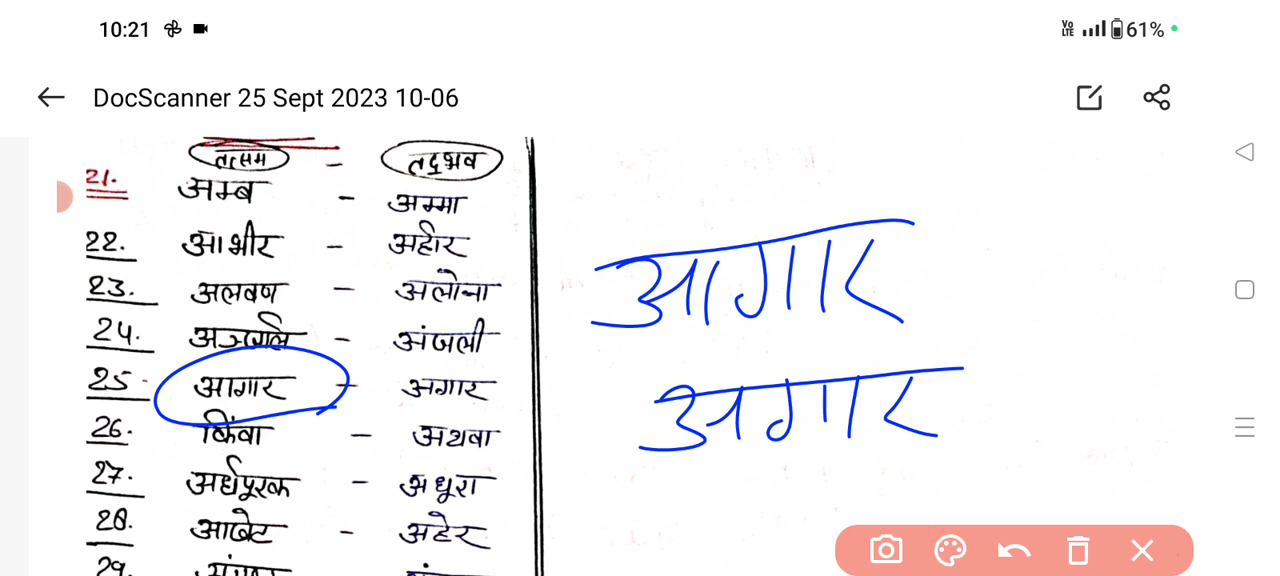 10:21 61%
DocScanner 25 Sept 2023 10-06
तत्सम - तद्भव
21. अम्ब - अम्मा
22. आभीर - अहीर
23. अलवण - अलोना
24. - अंजली
25. आगार - अगार
26. किंवा - अथवा
27. अर्धपूरक - अधूरा
28. आखेट - अहेर
29.
आगार
अगार